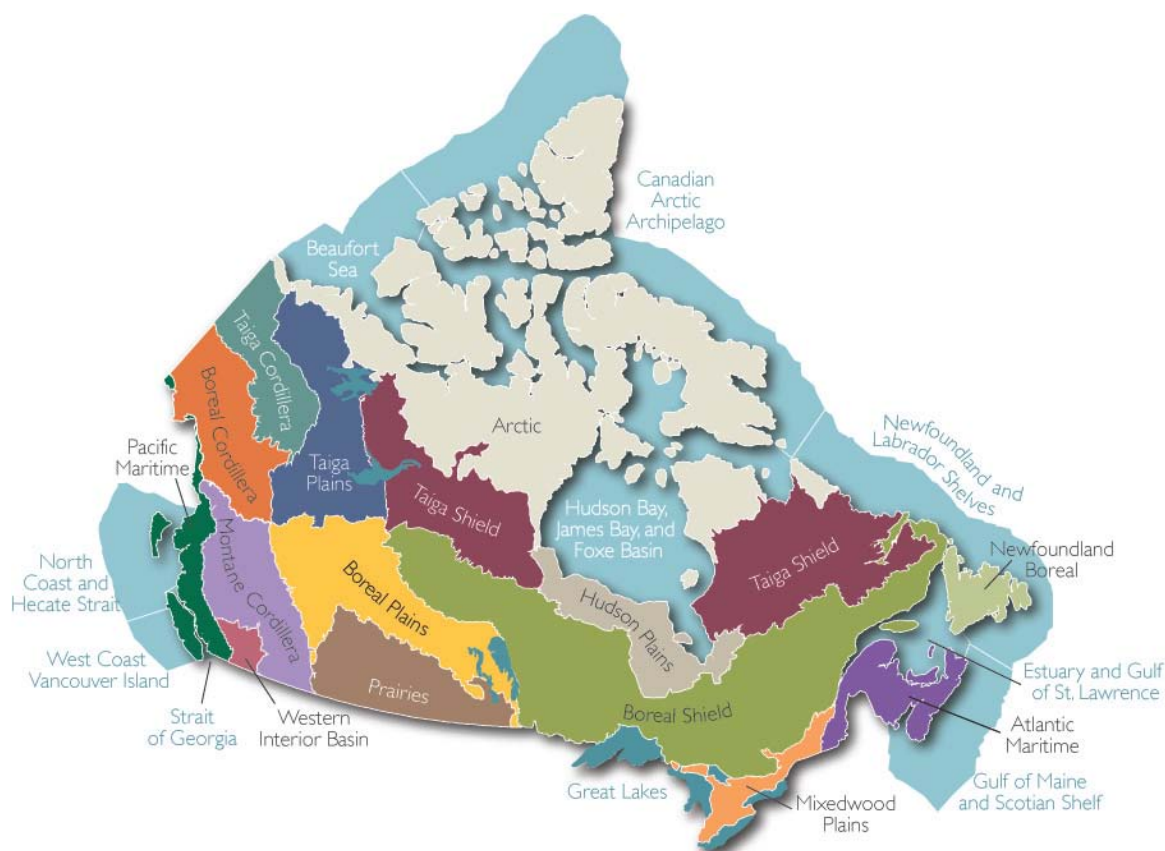 Canadian
Arctic
Archipelago
Beaufort
Sea
Taiga Cordillera
Boreal Cordillera
Arctic
Newfoundland and
Labrador Shelves
Pacific
Maritime
Taiga
Plains
Taiga Shield
Hudson Bay,
James Bay, and
Foxe Basin
Taiga Shield
Newfoundland
Boreal
North
Coast and
Hecate Strait
Montane Cordillera
Boreal Plains
Hudson Plains
West Coast
Vancouver Island
Prairies
Boreal Shield
Estuary and Gulf
of St. Lawrence
Strait
of Georgia
Western
Interior Basin
Atlantic
Maritime
Great Lakes
Mixedwood
Plains
Gulf of Maine
and Scotian Shelf